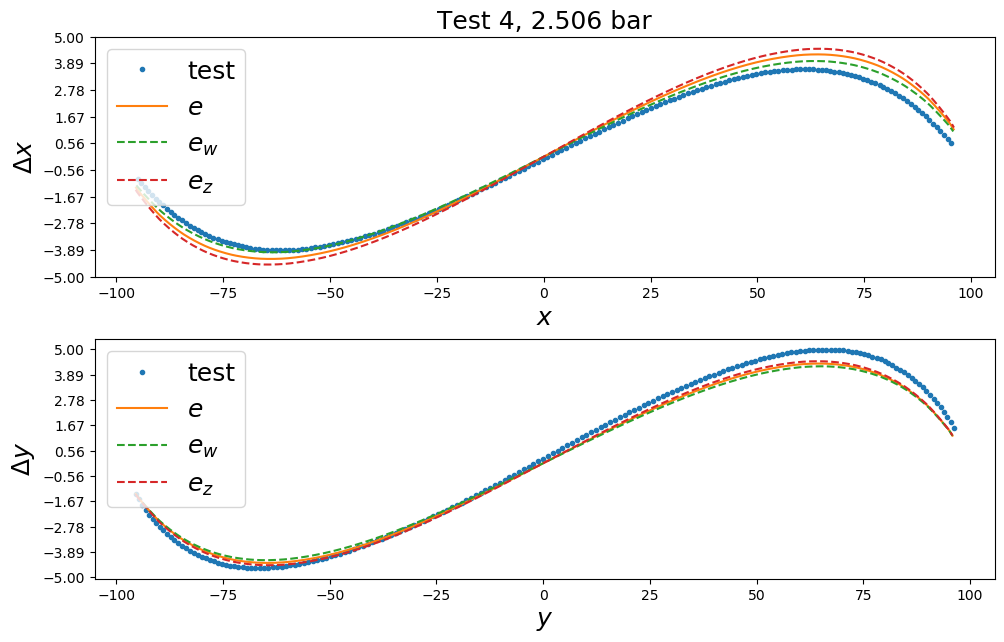 Test 4, 2.506 bar
5.00
3.89
2.78
1.67
0.56
−0.56
−1.67
−2.78
−3.89
−5.00
Δx
test
e
e_w
e_z
−100 −75 −50 −25 0 25 50 75 100
x
5.00
3.89
2.78
1.67
0.56
−0.56
−1.67
−2.78
−3.89
−5.00
Δy
test
e
e_w
e_z
−100 −75 −50 −25 0 25 50 75 100
y